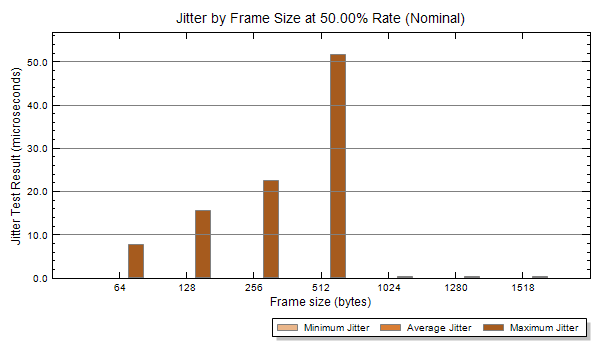 Jitter by Frame Size at 50.00% Rate (Nominal)
Jitter Test Result (microseconds)
50.0
40.0
30.0
20.0
10.0
0.0
64 128 256 512 1024 1280 1518
Frame size (bytes)
Minimum Jitter Average Jitter Maximum Jitter